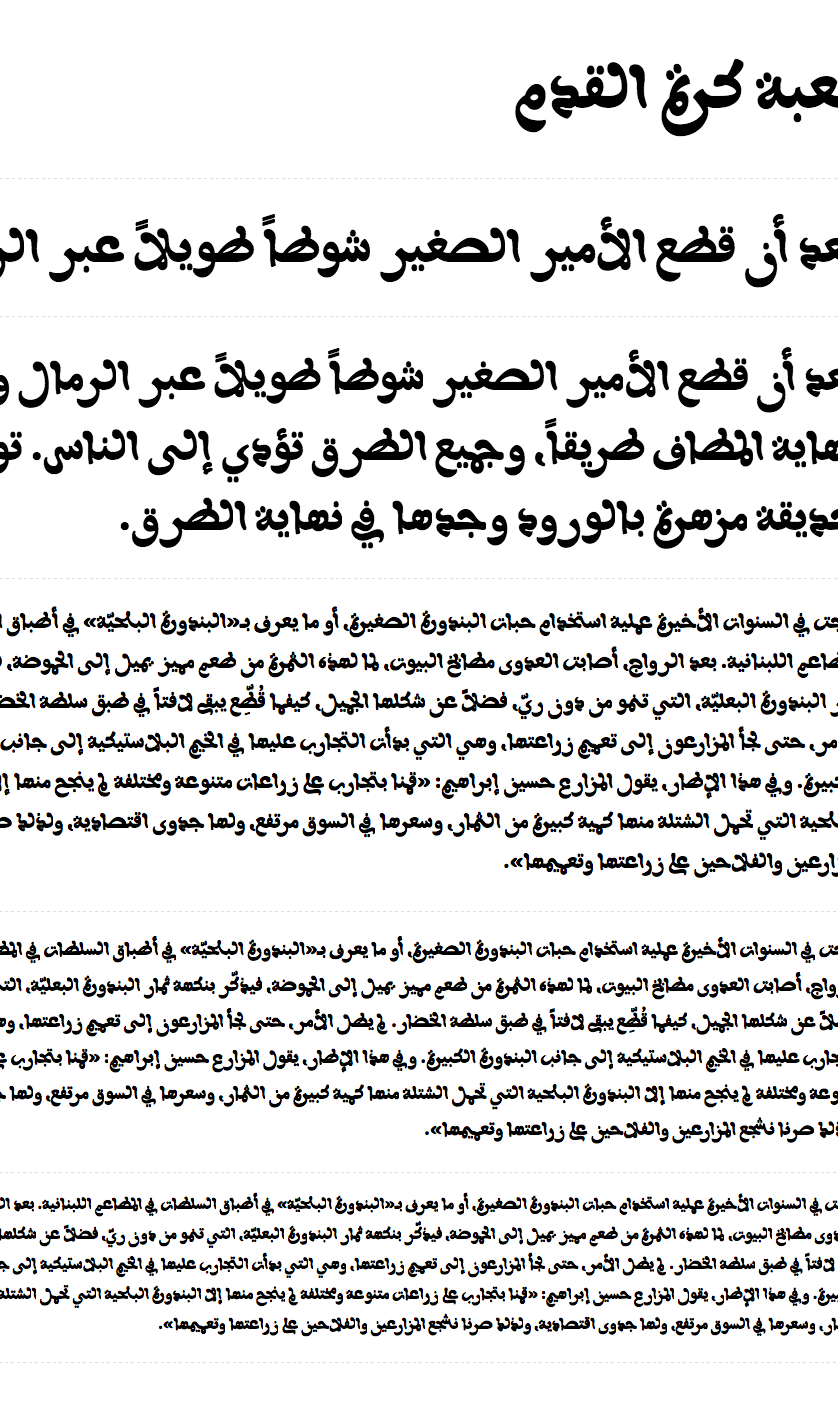 عبة كرة القدم
عد أن قطع الأمير الصغير شوطاً طويلاً عبر الر
عد أن قطع الأمير الصغير شوطاً طويلاً عبر الرمال و
هاية المطاف طريقاً، وجميع الطرق تؤدي إلى الناس. تو
حديقة مزهرة بالورود وجدها في نهاية الطرق.
جت في السنوات الأخيرة عملية استخدام حبات البندورة الصغيرة، أو ما يعرف بـ«البندورة البلحيّة» في أطباق ا
طاعم اللبنانية. بعد الرواج، أصابت العدوى مطابخ البيوت، لما لهذه الثمرة من طعم مميز يميل إلى الحموضة،
ر البندورة البعليّة، التي تنمو من دون ريّ، فضلاً عن شكلها الجميل، كيفما قُطِّع يبقى لافتاً في طبق سلطة الخض
مر، حتى لجأ المزارعون إلى تعميم زراعتها، وهي التي بدأت التجارب عليها في الخيم البلاستيكية إلى جانب
بيرة. وفي هذا الإطار، يقول المزارع حسين إبراهيم: «قمنا بتجارب على زراعات متنوعة ومختلفة لم ينجح منها إلا
لحية التي تحمل الشتلة منها كمية كبيرة من الثمار، وسعرها في السوق مرتفع، ولها جدوى اقتصادية، ولذلك ص
زارعين والفلاحين على زراعتها وتعميمها».
جت في السنوات الأخيرة عملية استخدام حبات البندورة الصغيرة، أو ما يعرف بـ«البندورة البلحيّة» في أطباق السلطات في المط
رواج، أصابت العدوى مطابخ البيوت، لما لهذه الثمرة من طعم مميز يميل إلى الحموضة، فيذكّر بنكهة ثمار البندورة البعليّة، الت
ضلاً عن شكلها الجميل، كيفما قُطِّع يبقى لافتاً في طبق سلطة الخضار. لم يطل الأمر، حتى لجأ المزارعون إلى تعميم زراعتها، وه
جارب عليها في الخيم البلاستيكية إلى جانب البندورة الكبيرة. وفي هذا الإطار، يقول المزارع حسين إبراهيم: «قمنا بتجارب ع
وعة ومختلفة لم ينجح منها إلا البندورة البلحية التي تحمل الشتلة منها كمية كبيرة من الثمار، وسعرها في السوق مرتفع، ولها ج
ذلك صرنا نشجع المزارعين والفلاحين على زراعتها وتعميمها».
ت في السنوات الأخيرة عملية استخدام حبات البندورة الصغيرة، أو ما يعرف بـ«البندورة البلحيّة» في أطباق السلطات في المطاعم اللبنانية. بعد ال
دوى مطابخ البيوت، لما لهذه الثمرة من طعم مميز يميل إلى الحموضة، فيذكّر بنكهة ثمار البندورة البعليّة، التي تنمو من دون ريّ، فضلاً عن شكلها
لافتاً في طبق سلطة الخضار. لم يطل الأمر، حتى لجأ المزارعون إلى تعميم زراعتها، وهي التي بدأت التجارب عليها في الخيم البلاستيكية إلى ج
يرة. وفي هذا الإطار، يقول المزارع حسين إبراهيم: «قمنا بتجارب على زراعات متنوعة ومختلفة لم ينجح منها إلا البندورة البلحية التي تحمل الشتلة
ار، وسعرها في السوق مرتفع، ولها جدوى اقتصادية، ولذلك صرنا نشجع المزارعين والفلاحين على زراعتها وتعميمها».